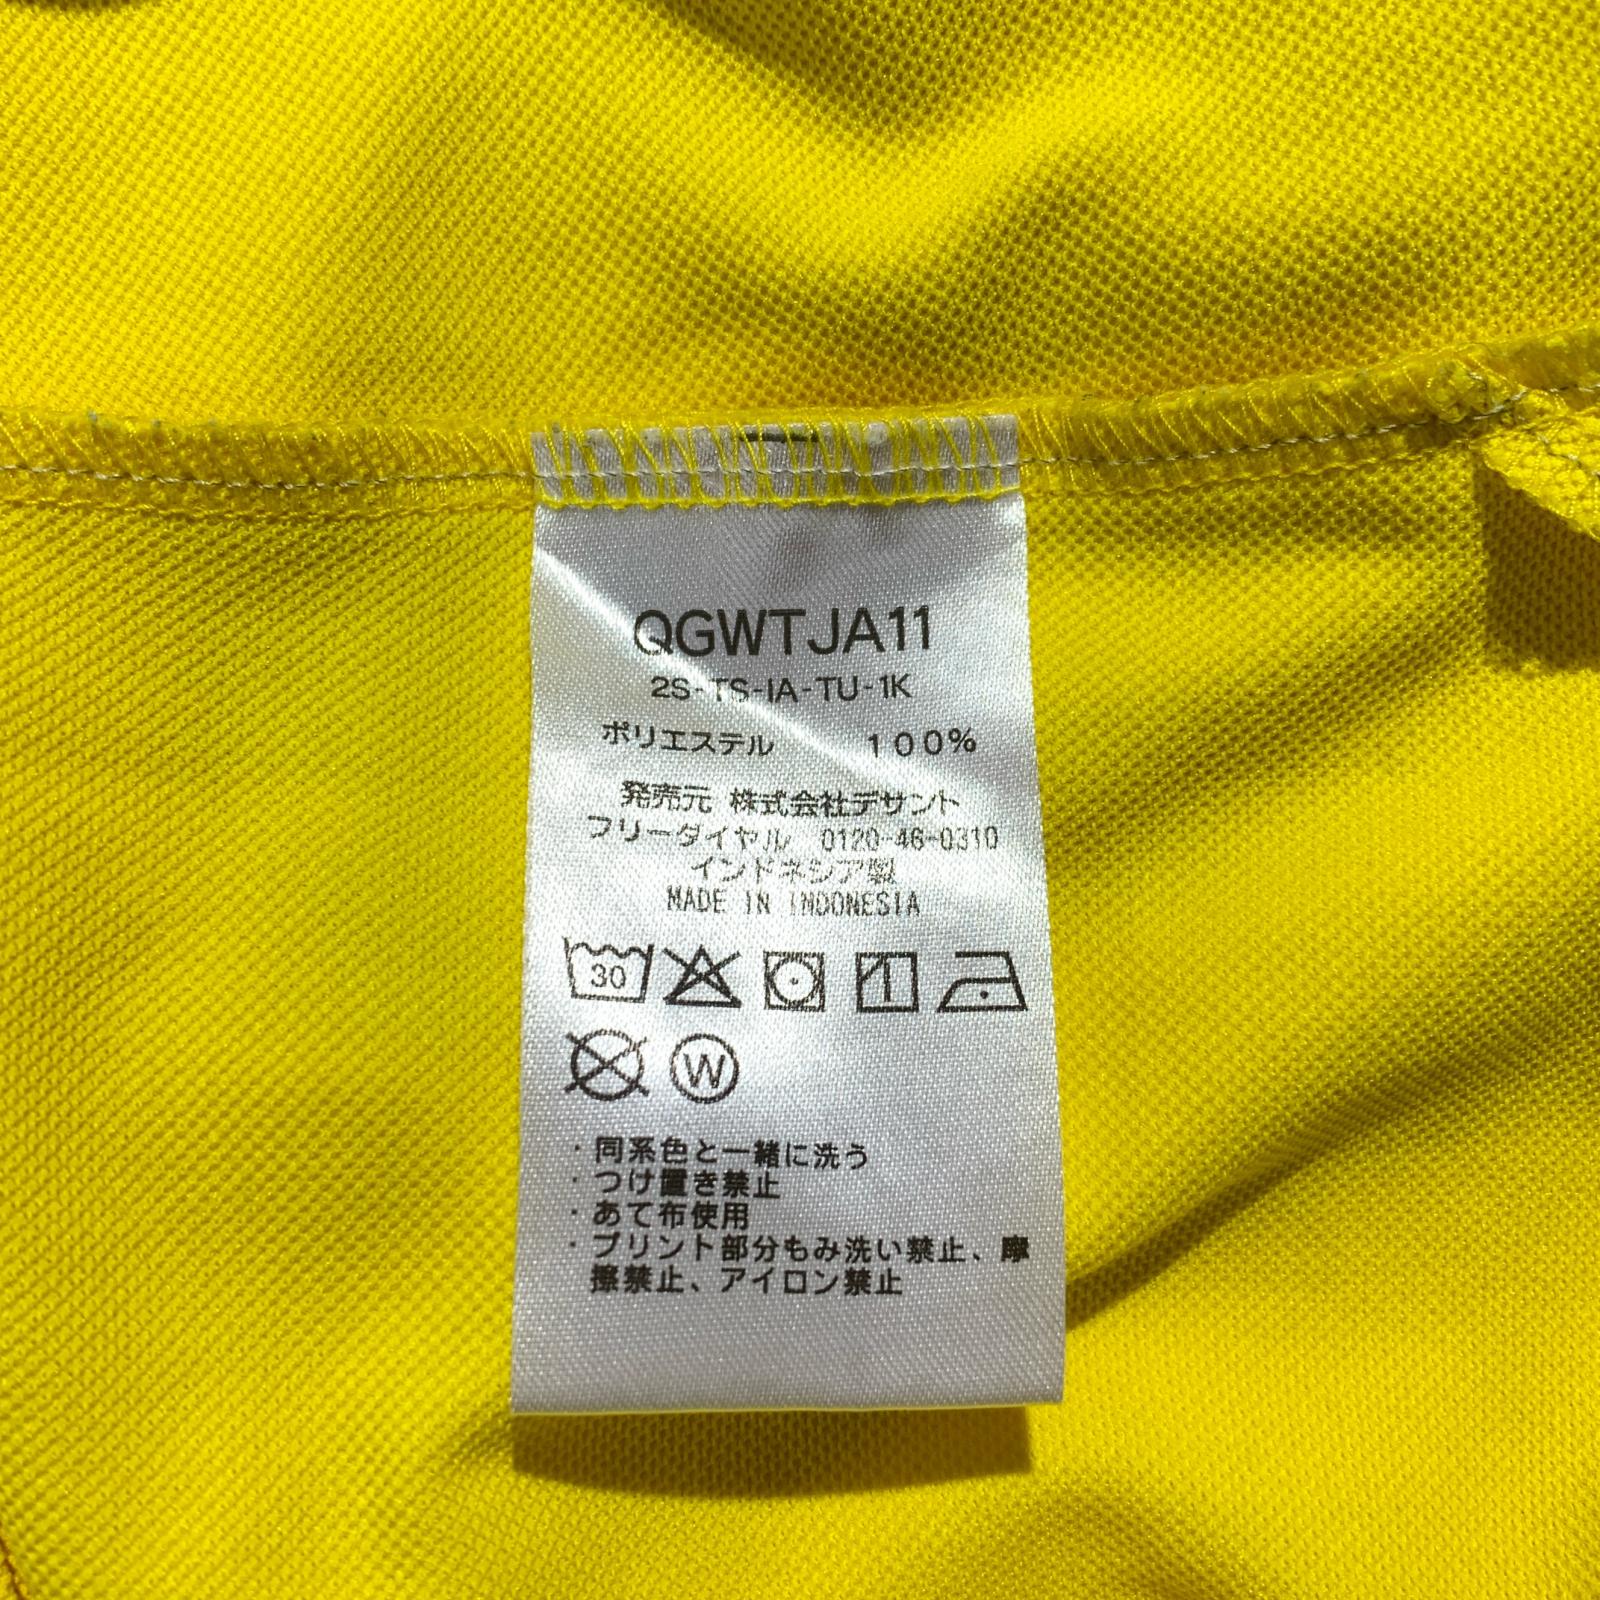 QGWTJA11
2S-TS-IA-TU-1K
ポリエステル 100%
発売元 株式会社デサント
フリーダイヤル 0120-46-0310
インドネシア製
MADE IN INDONESIA
30
W
・同系色と一緒に洗う
・つけ置き禁止
・あて布使用
・プリント部分もみ洗い禁止、摩
擦禁止、アイロン禁止